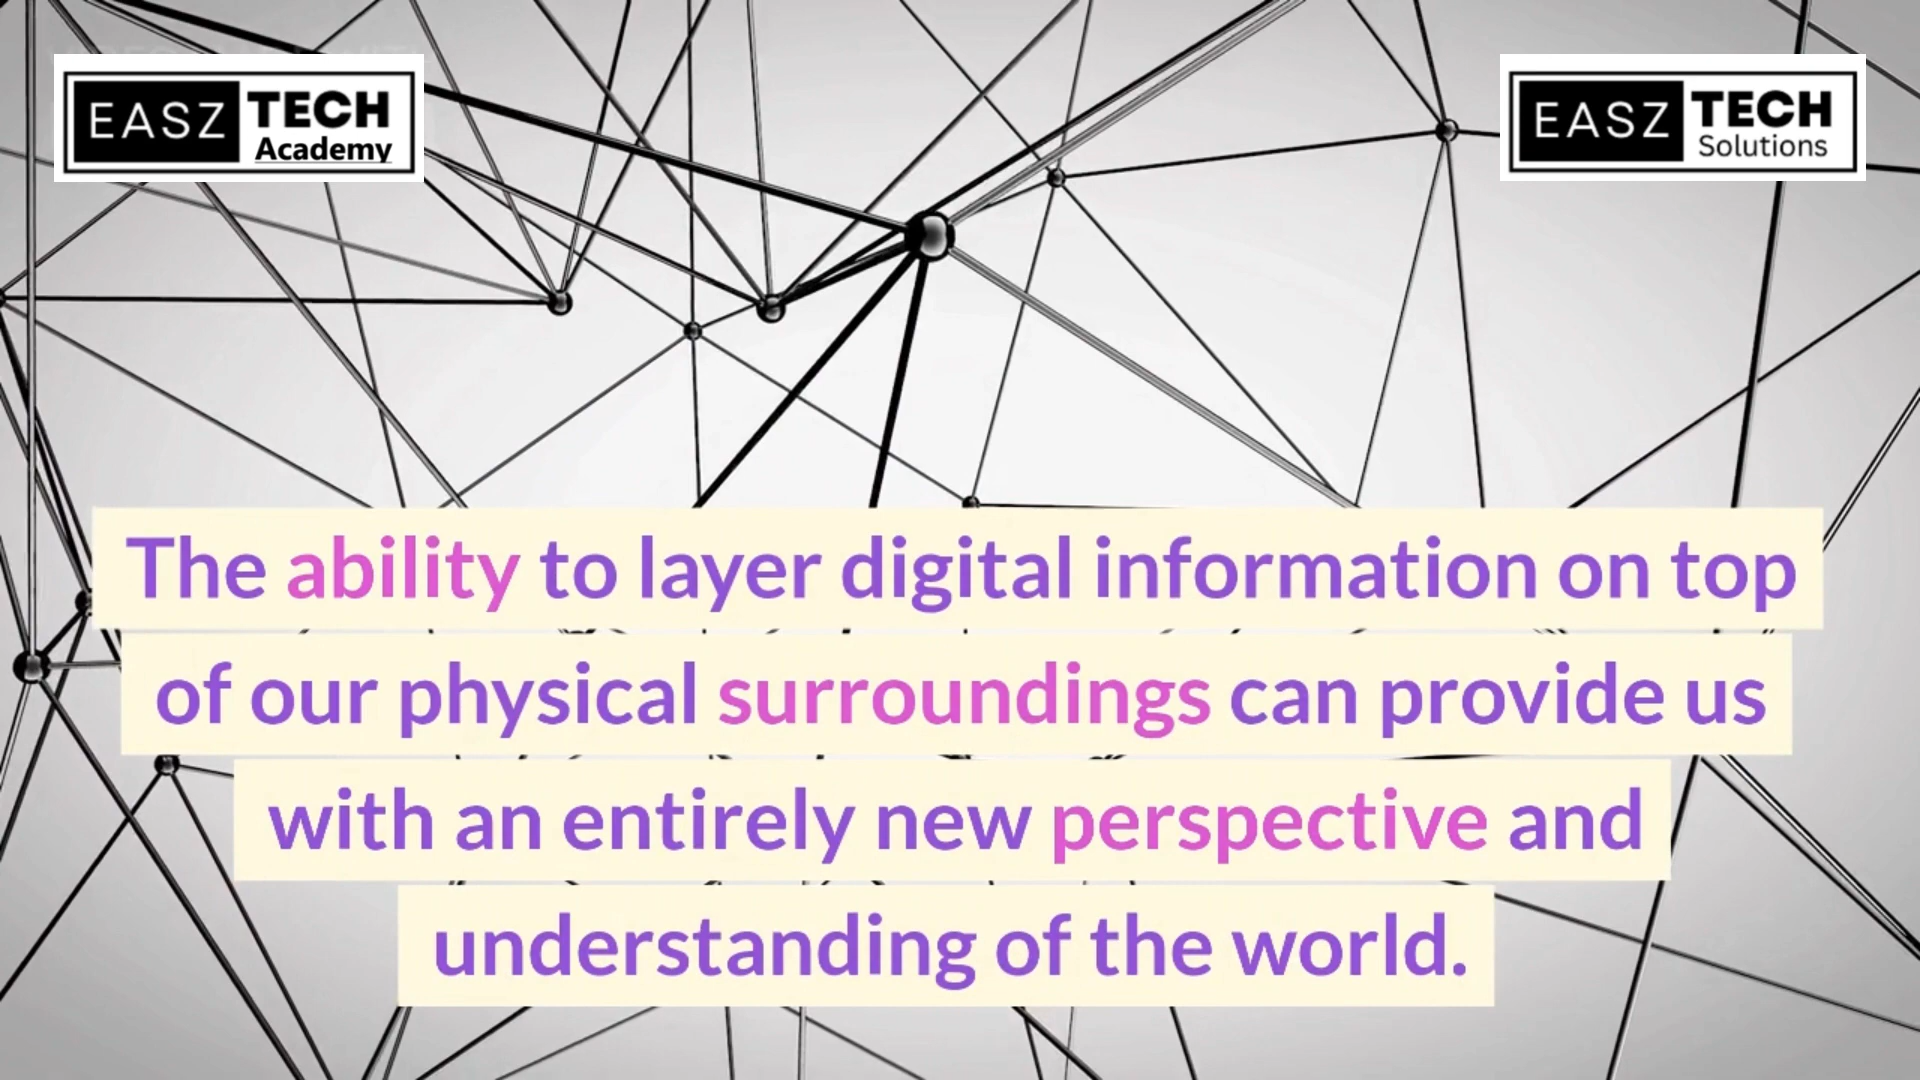 EASZ TECH
Academy
EASZ TECH
Solutions
The ability to layer digital information on top
of our physical surroundings can provide us
with an entirely new perspective and
understanding of the world.